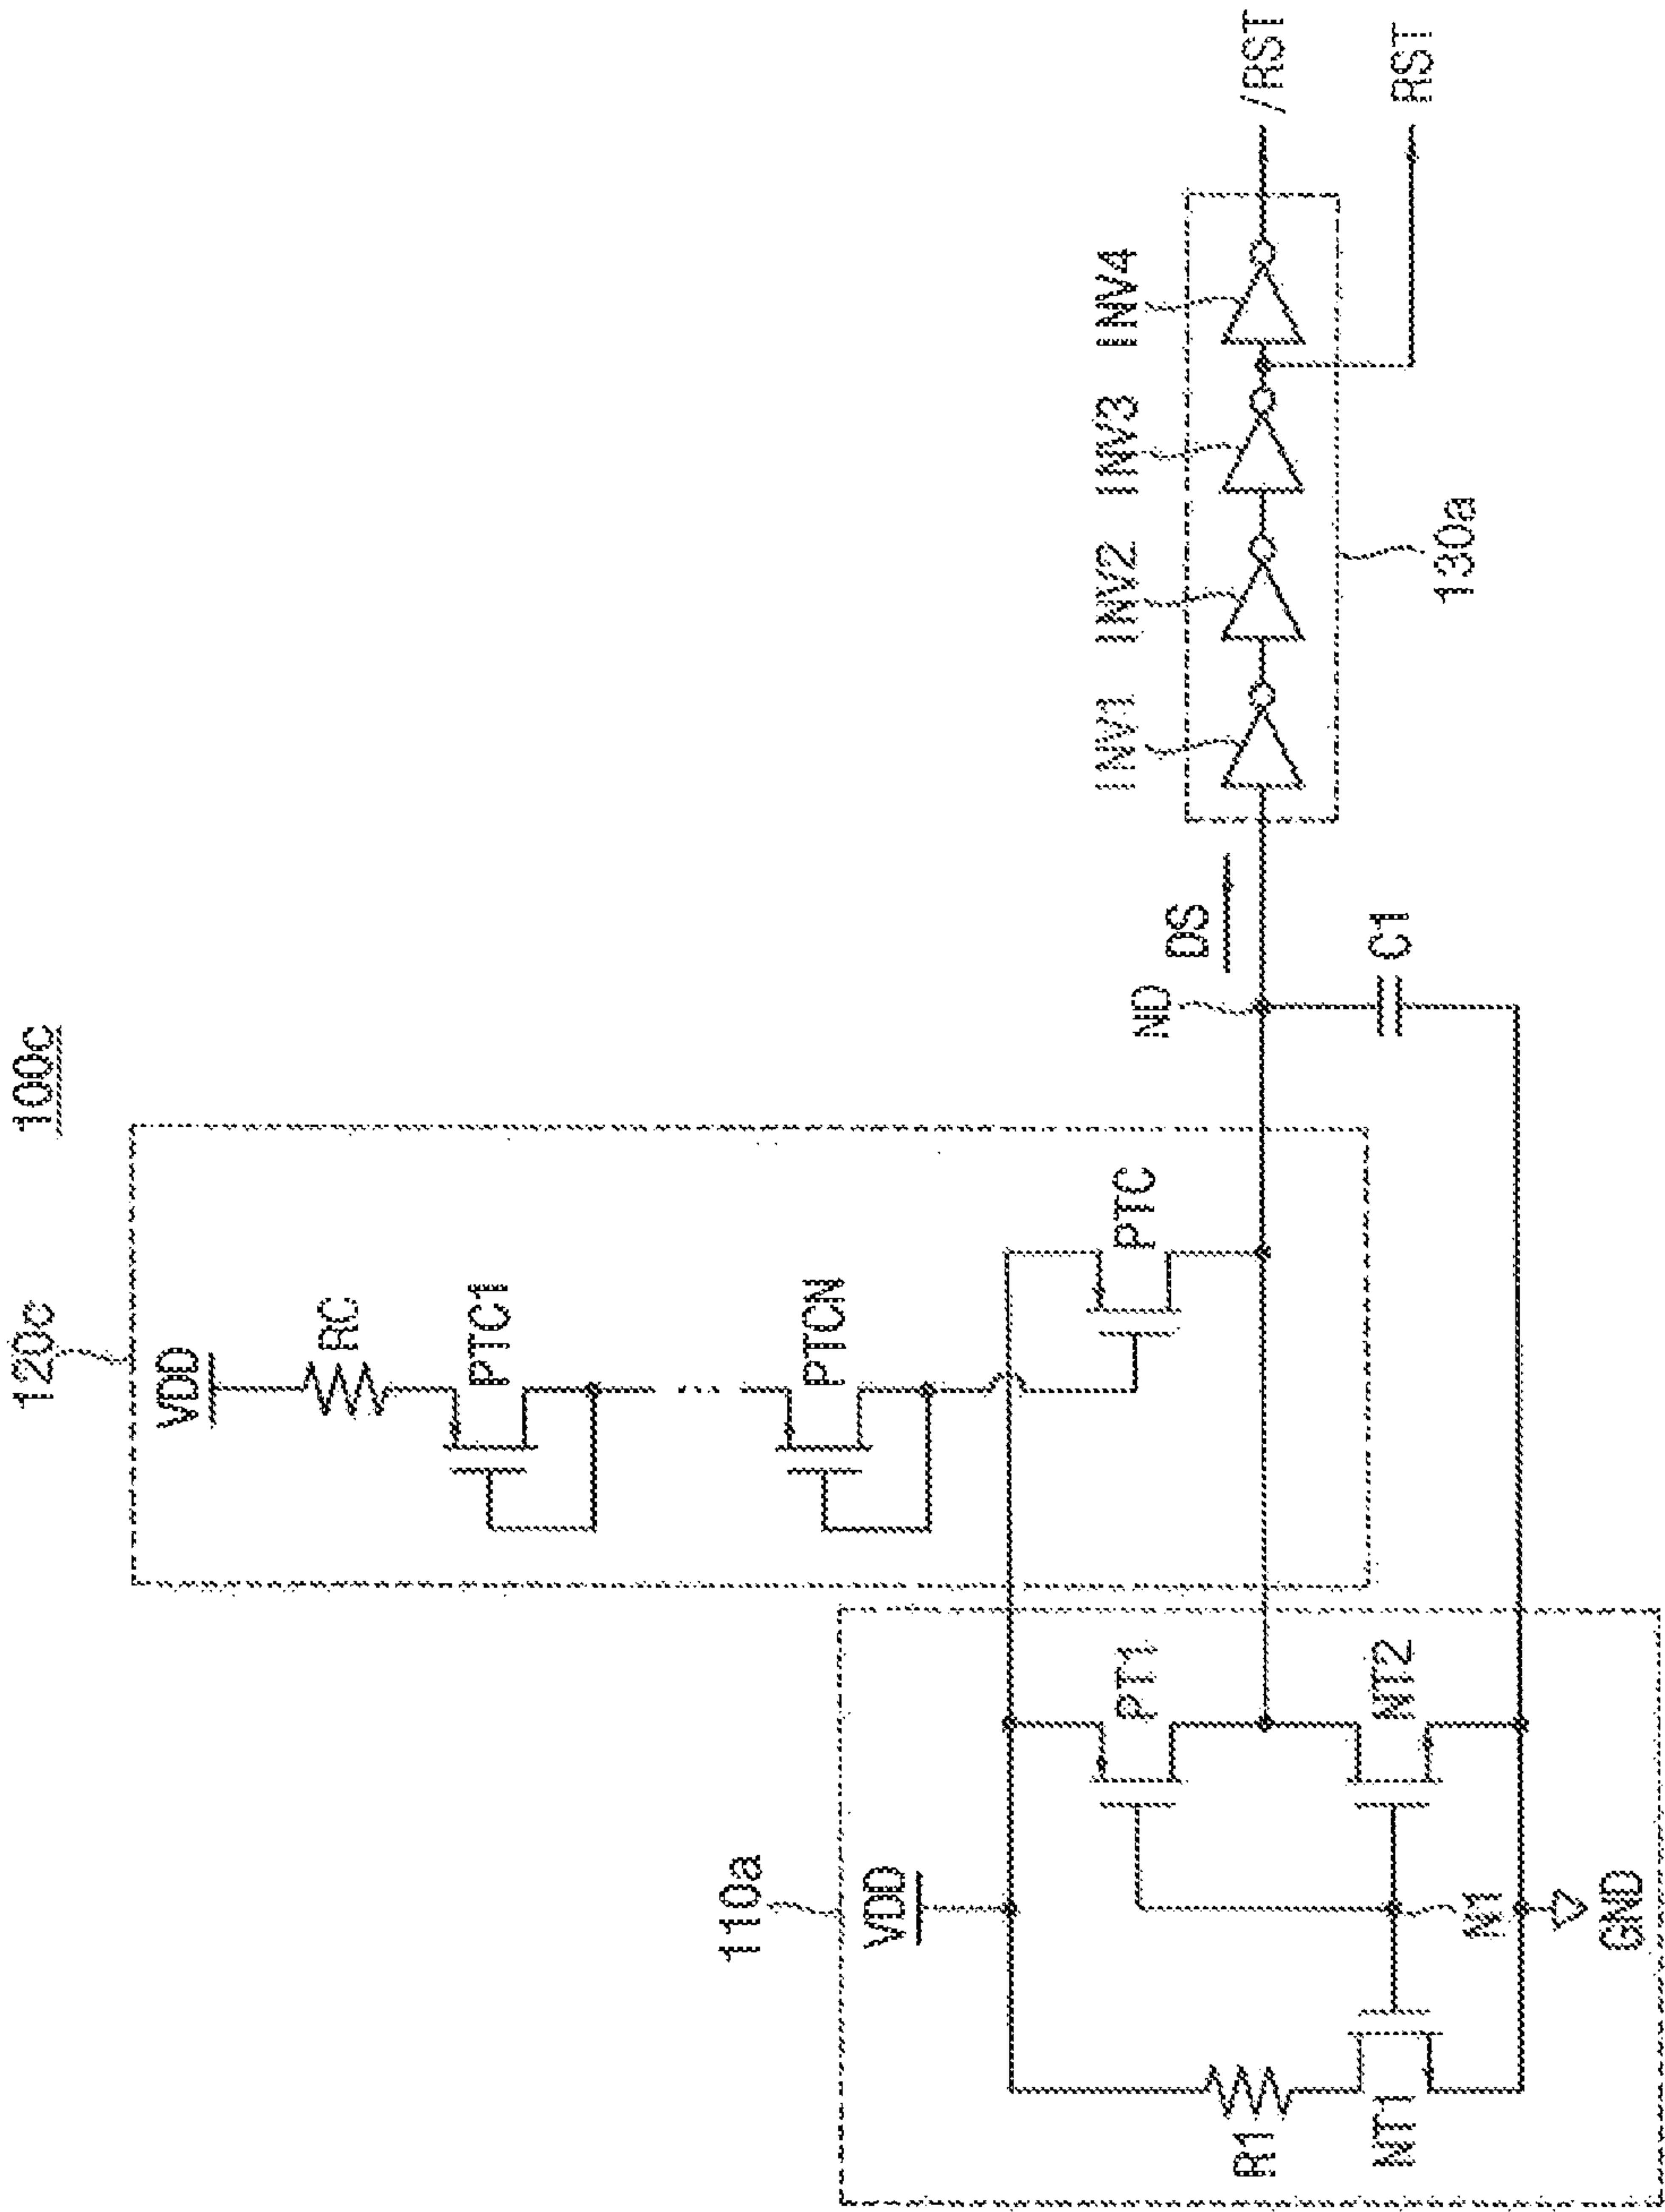 100c
120c
VDD
RC
PTC1
PTCN
PTC
110a
VDD
PT1
NT2
R1
NT1
N1
GND
ND
DS
C1
INV1
INV2
INV3
INV4
130a
/RST
RST